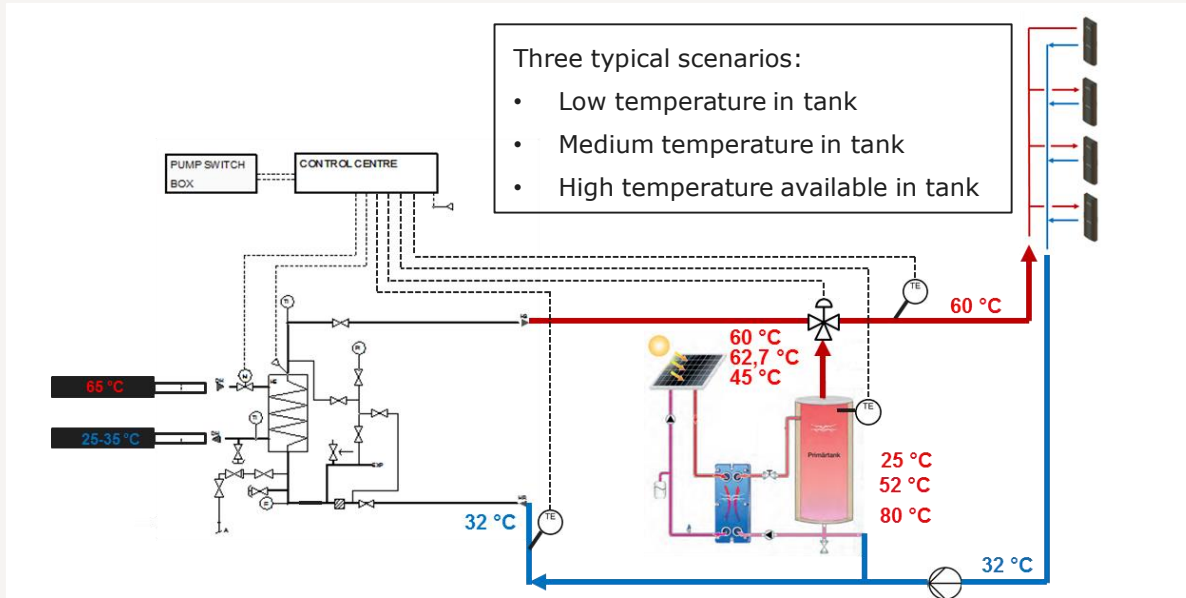 Three typical scenarios:
• Low temperature in tank
• Medium temperature in tank
• High temperature available in tank
PUMP SWITCH
BOX
CONTROL CENTRE
TE
60 °C
60 °C
62,7 °C
45 °C
TE
65 °C
25-35 °C
Primärtank
25 °C
52 °C
80 °C
32 °C
TE
32 °C